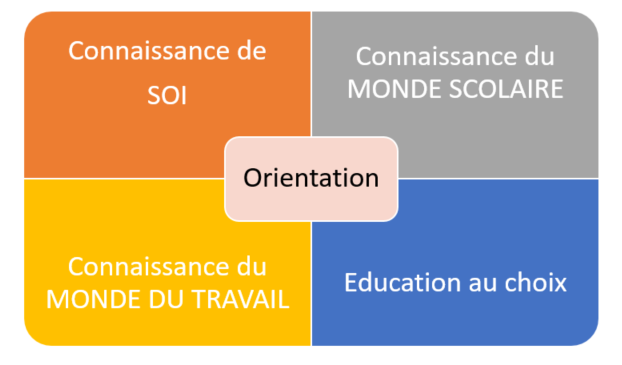 Connaissance de
SOI
Connaissance du
MONDE SCOLAIRE
Orientation
Connaissance du
MONDE DU TRAVAIL
Education au choix